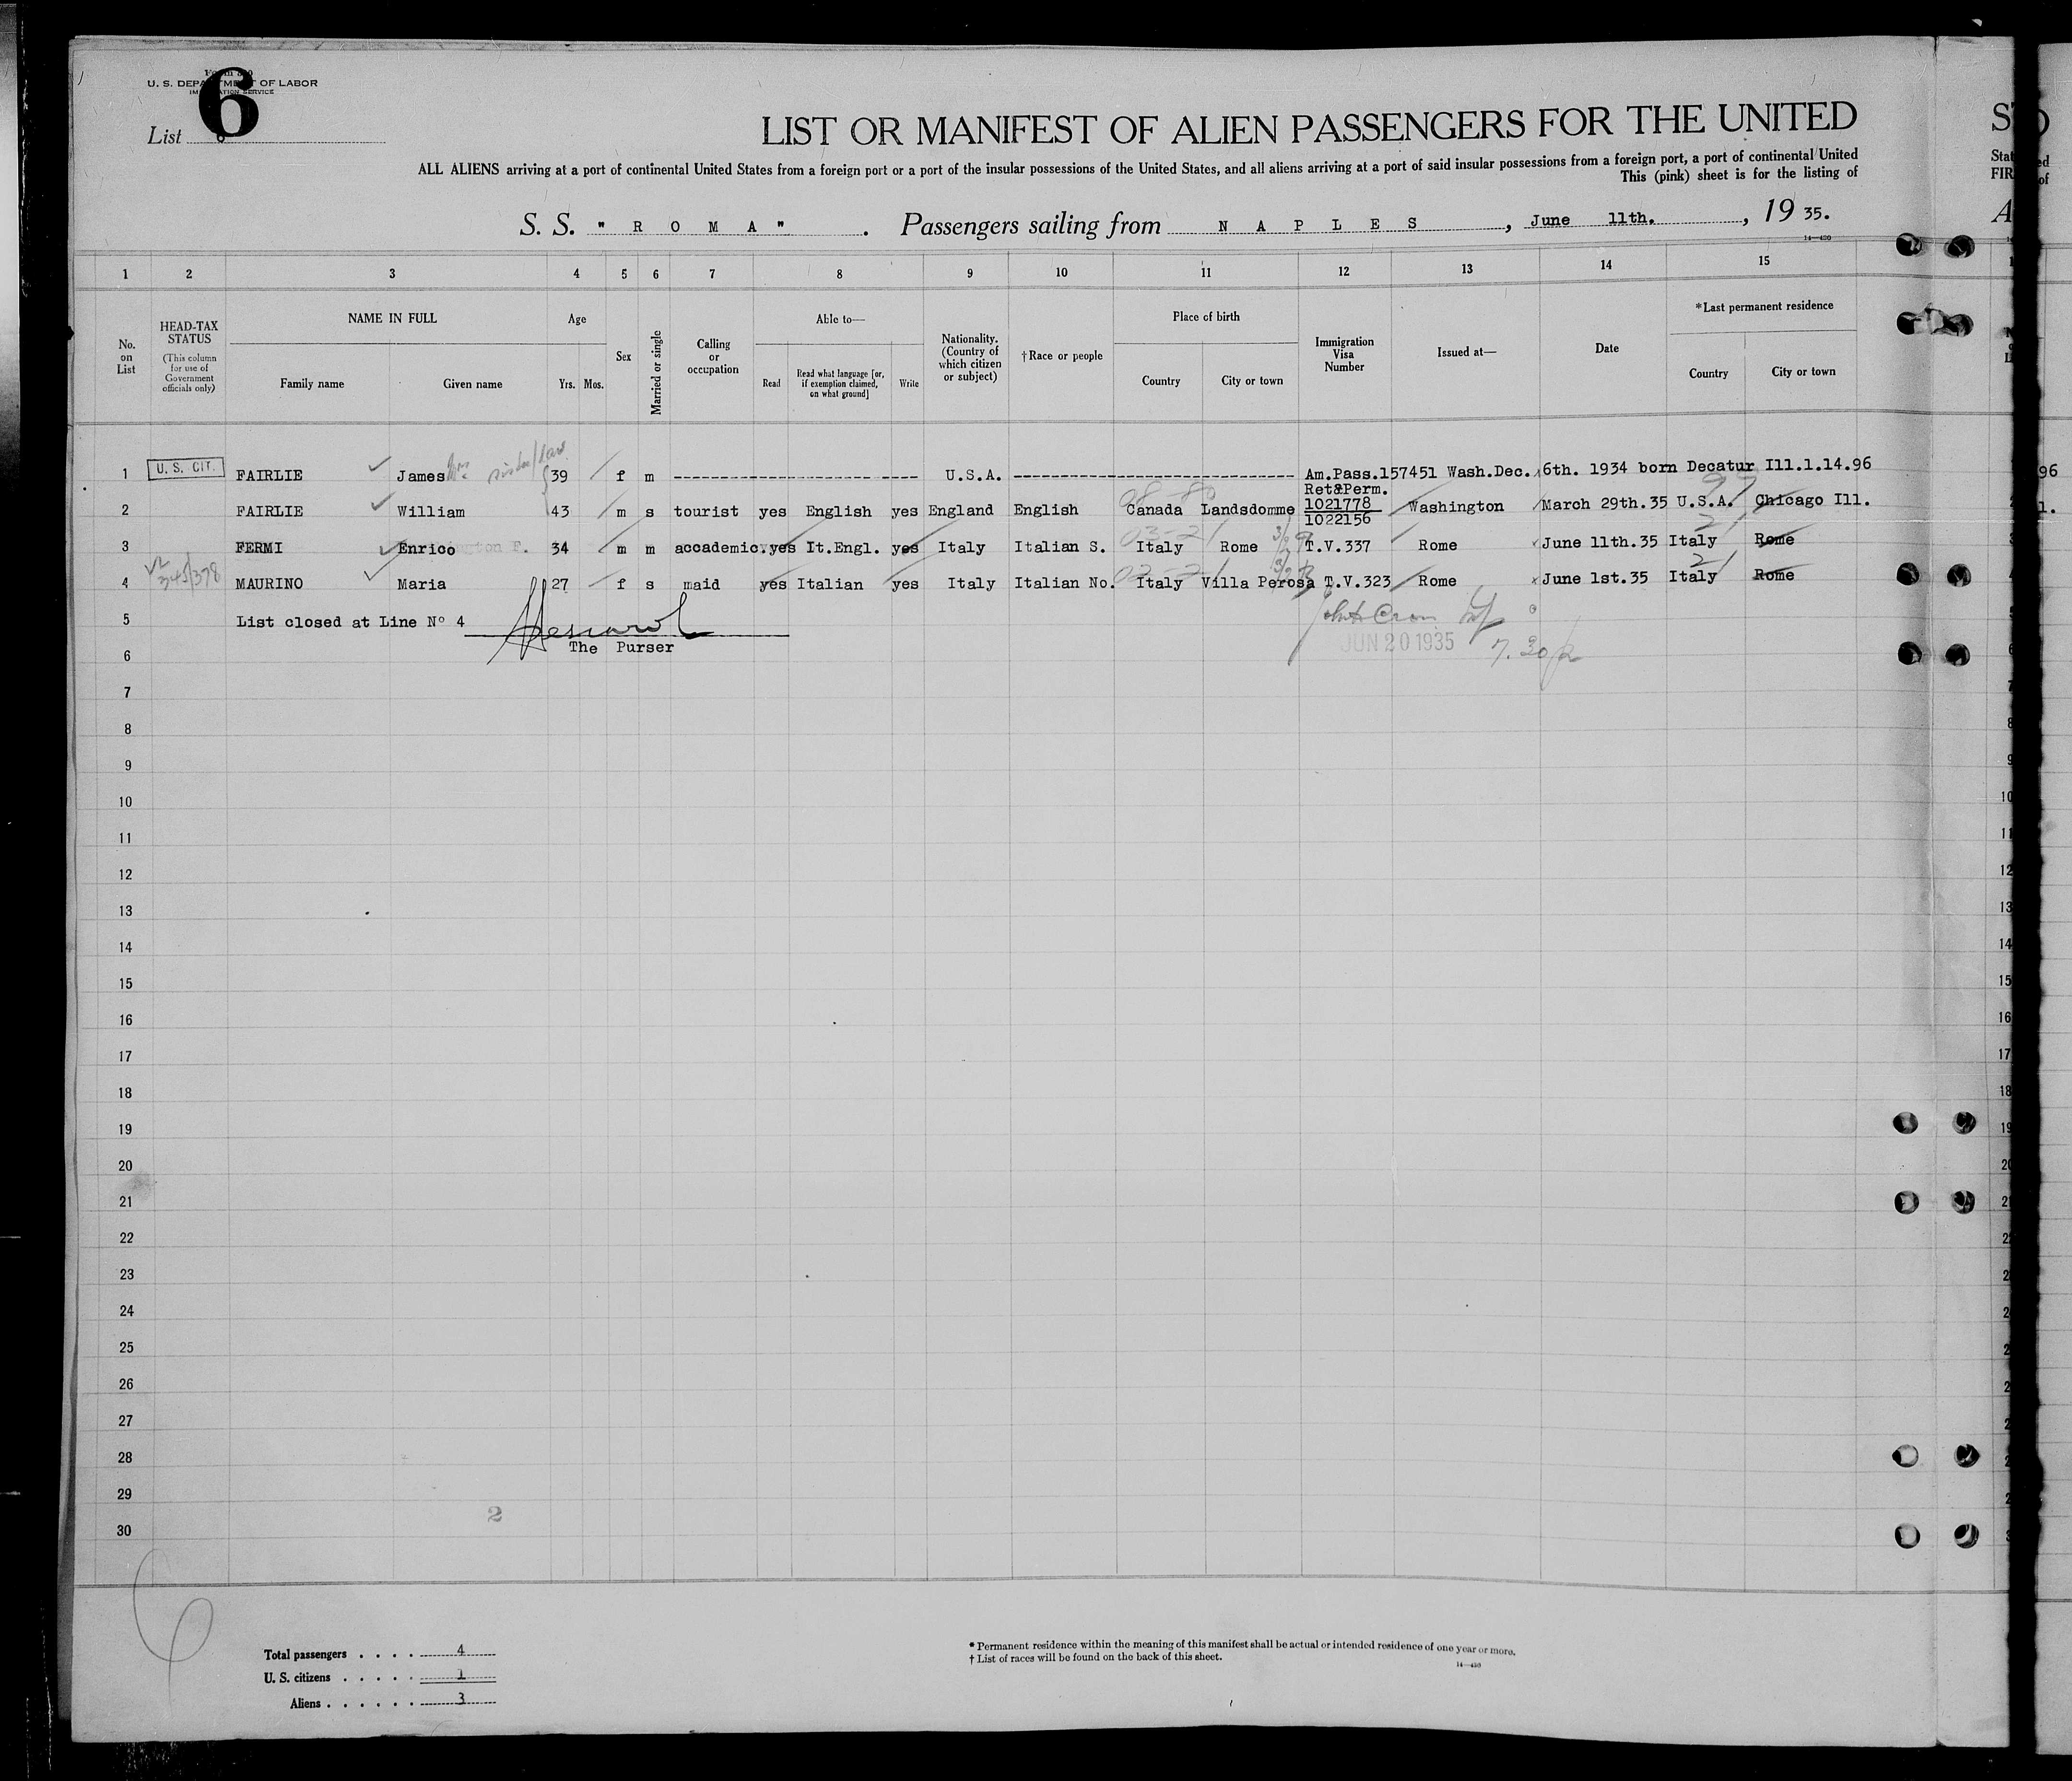 Form 500
U. S. DEPARTMENT OF LABOR
IMMIGRATION SERVICE
6
List 6
LIST OR MANIFEST OF ALIEN PASSENGERS FOR THE UNITED
ALL ALIENS arriving at a port of continental United States from a foreign port or a port of the insular possessions of the United States, and all aliens arriving at a port of said insular possessions from a foreign port, a port of continental United
This (pink) sheet is for the listing of
S. S. " R O M A " . Passengers sailing from N A P L E S , June 11th. , 19 35.
1 2 3 4 5 6 7 8 9 10 11 12 13 14 15
No. on List
HEAD-TAX STATUS (This column for use of Government officials only)
NAME IN FULL
Family name Given name
Age
Yrs. Mos.
Sex
Married or single
Calling or occupation
Able to—
Read
Read what language [or, if exemption claimed, on what ground]
Write
Nationality. (Country of which citizen or subject)
†Race or people
Place of birth
Country City or town
Immigration Visa Number
Issued at—
Date
*Last permanent residence
Country City or town
1 U. S. CIT. FAIRLIE James Mrs. sister/law 39 f m U.S.A. Am.Pass.157451 Wash.Dec. 6th. 1934 born Decatur Ill.1.14.96
2 FAIRLIE William 43 m s tourist yes English yes England English Canada Landsdomme Ret&Perm. 1021778 1022156 Washington March 29th.35 U.S.A. Chicago Ill.
3 FERMI Enrico 34 m m accademic. yes It.Engl. yes Italy Italian S. Italy Rome T.V.337 Rome June 11th.35 Italy Rome
4 MAURINO Maria 27 f s maid yes Italian yes Italy Italian No. Italy Villa Perosa T.V.323 Rome June 1st.35 Italy Rome
5 List closed at Line No 4
The Purser
JUN 20 1935
6
7
8
9
10
11
12
13
14
15
16
17
18
19
20
21
22
23
24
25
26
27
28
29
30
2
6
Total passengers . . . . 4
U. S. citizens . . . . . 1
Aliens . . . . . . 3
* Permanent residence within the meaning of this manifest shall be actual or intended residence of one year or more.
† List of races will be found on the back of this sheet.